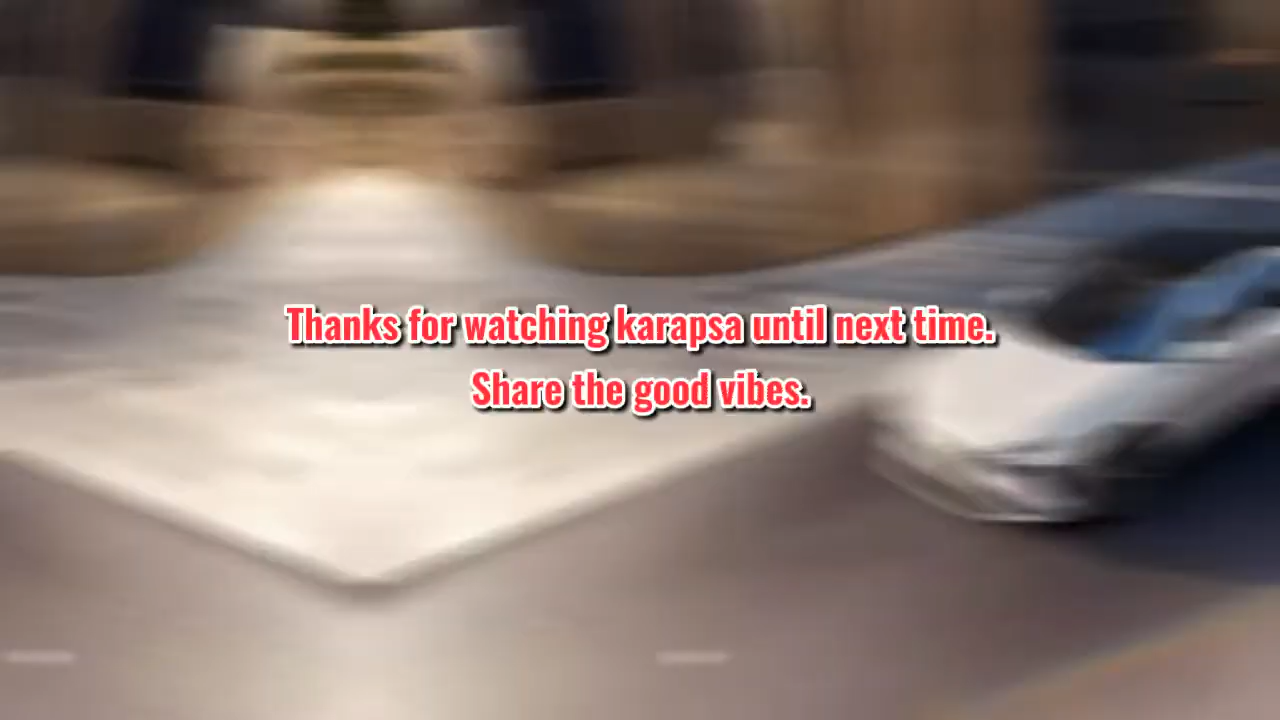 Thanks for watching karapsa until next time.
Share the good vibes.